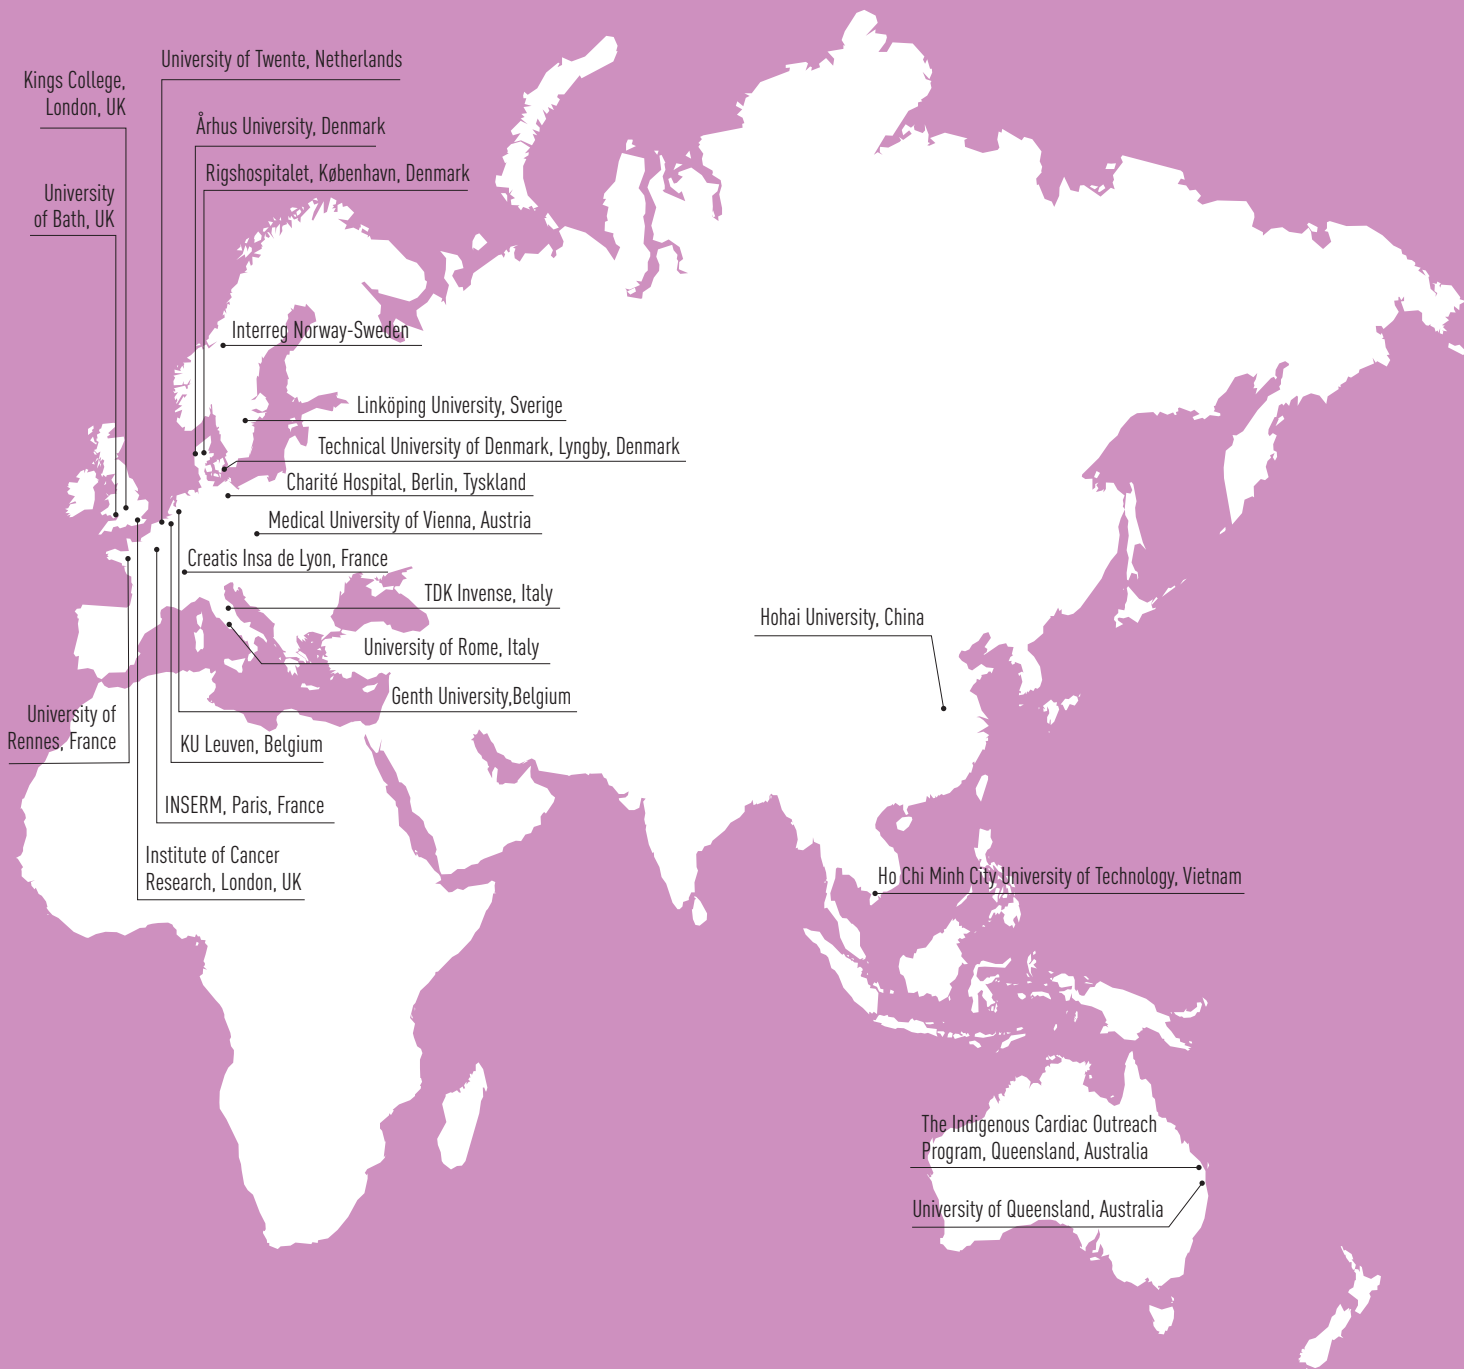 University of Twente, Netherlands
Kings College,
London, UK
Århus University, Denmark
Rigshospitalet, København, Denmark
University
of Bath, UK
Interreg Norway-Sweden
Linköping University, Sverige
Technical University of Denmark, Lyngby, Denmark
Charité Hospital, Berlin, Tyskland
Medical University of Vienna, Austria
Creatis Insa de Lyon, France
TDK Invense, Italy
Hohai University, China
University of Rome, Italy
Genth University,Belgium
University of
Rennes, France
KU Leuven, Belgium
INSERM, Paris, France
Institute of Cancer
Research, London, UK
Ho Chi Minh City University of Technology, Vietnam
The Indigenous Cardiac Outreach
Program, Queensland, Australia
University of Queensland, Australia